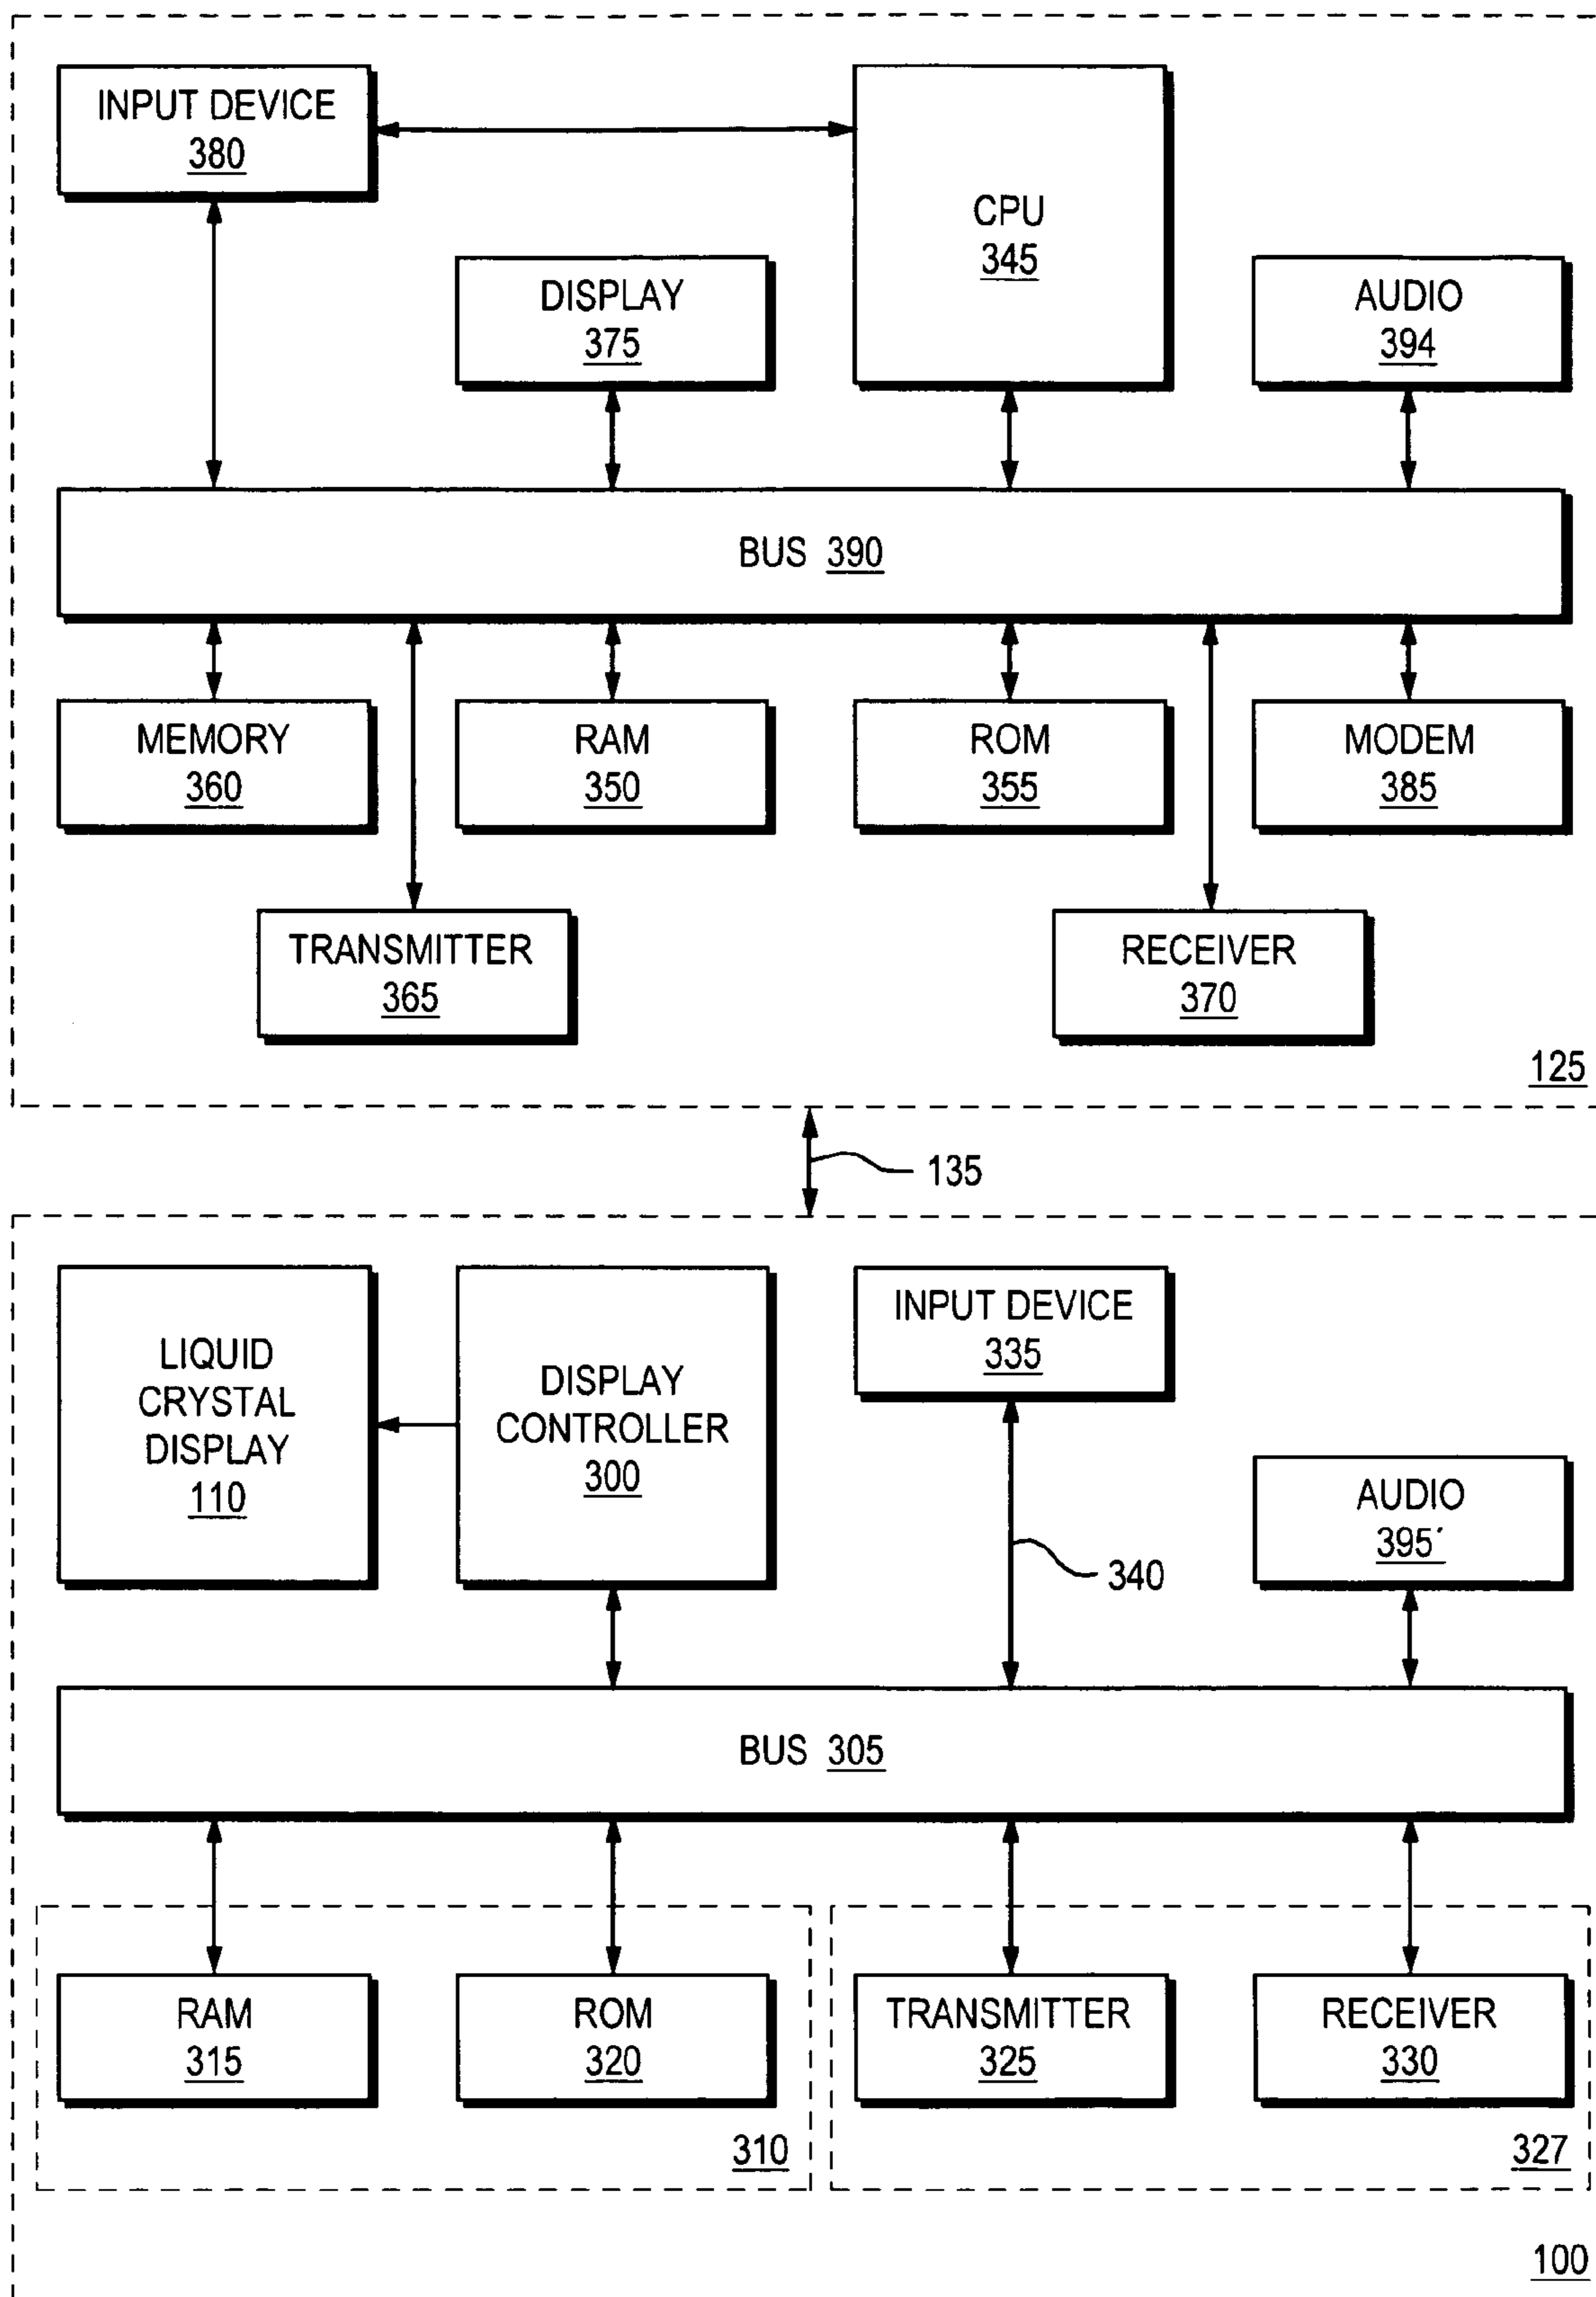 INPUT DEVICE
380
CPU
345
DISPLAY
375
AUDIO
394
BUS 390
MEMORY
360
RAM
350
ROM
355
MODEM
385
TRANSMITTER
365
RECEIVER
370
125
135
LIQUID
CRYSTAL
DISPLAY
110
DISPLAY
CONTROLLER
300
INPUT DEVICE
335
AUDIO
395´
340
BUS 305
RAM
315
ROM
320
TRANSMITTER
325
RECEIVER
330
310
327
100